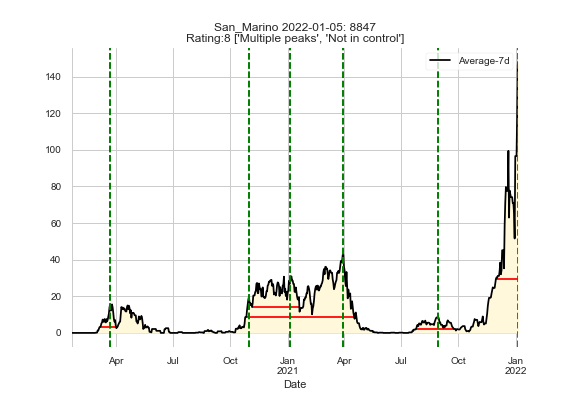 San_Marino 2022-01-05: 8847
Rating:8 ['Multiple peaks', 'Not in control']
Average-7d
140
120
100
80
60
40
20
0
Apr
Jul
Oct
Jan
2021
Apr
Jul
Oct
Jan
2022
Date